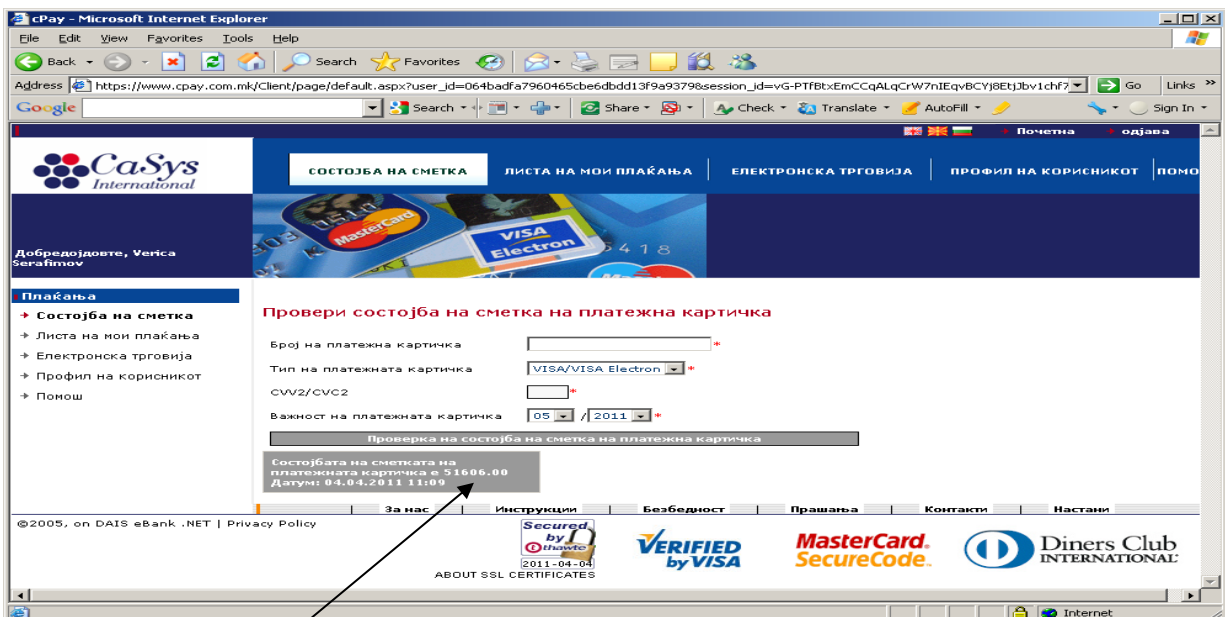 cPay - Microsoft Internet Explorer
File Edit View Favorites Tools Help
Back Search Favorites
Address https://www.cpay.com.mk/Client/page/default.aspx?user_id=064badfa7960465cbe6dbdd13f9a9379&session_id=vG-PTfBtxEmCCqALqCrW7nIEqvBCYj8EtjJbv1chf7 Go Links »
Google Search Share Check Translate AutoFill Sign In
Почетна одјава
CaSys
International
СОСТОЈБА НА СМЕТКА ЛИСТА НА МОИ ПЛАЌАЊА ЕЛЕКТРОНСКА ТРГОВИЈА ПРОФИЛ НА КОРИСНИКОТ ПОМО
MasterCard VISA Electron 5418
Добредојдовте, Verica
Serafimov
Плаќања
Состојба на сметка
Листа на мои плаќања
Електронска трговија
Профил на корисникот
Помош
Провери состојба на сметка на платежна картичка
Број на платежна картичка *
Тип на платежната картичка VISA/VISA Electron *
CVV2/CVC2 *
Важност на платежната картичка 05 / 2011 *
Проверка на состојба на сметка на платежна картичка
Состојбата на сметката на
платежната картичка е 51606.00
Датум: 04.04.2011 11:09
За нас | Инструкции | Безбедност | Прашања | Контакти | Настани
©2005, on DAIS eBank .NET | Privacy Policy
Secured
by
thawte
2011-04-04
ABOUT SSL CERTIFICATES
VERIFIED
by VISA
MasterCard.
SecureCode.
Diners Club
INTERNATIONAL
Internet